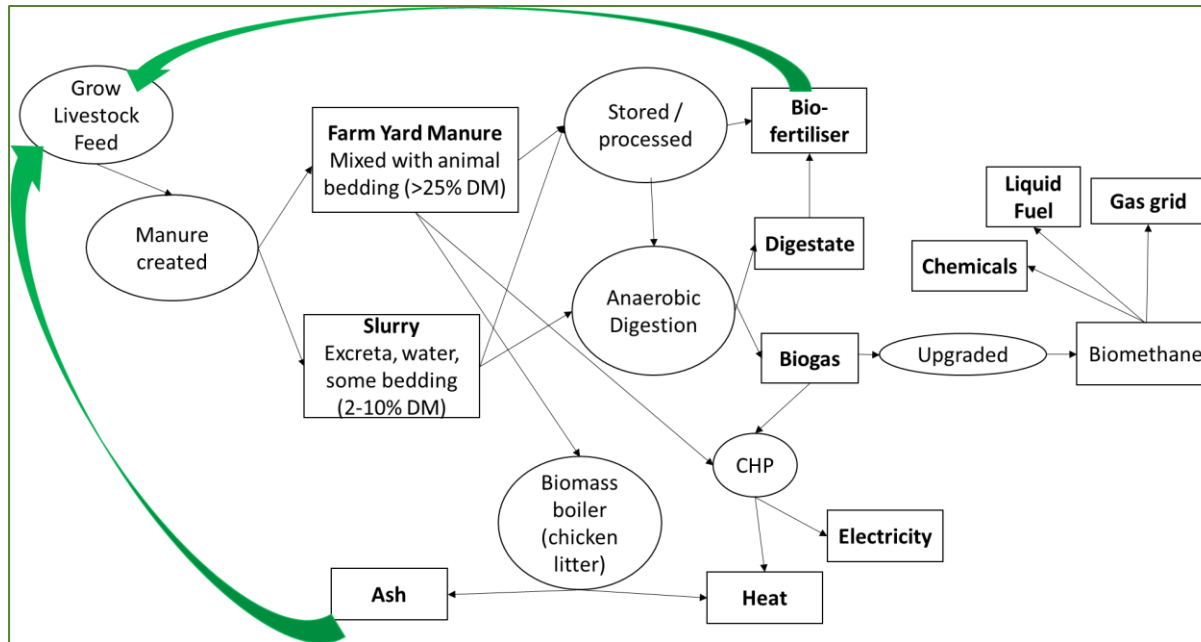 Grow
Livestock
Feed
Manure
created
Farm Yard Manure
Mixed with animal
bedding (>25% DM)
Slurry
Excreta, water,
some bedding
(2-10% DM)
Stored /
processed
Bio-
fertiliser
Anaerobic
Digestion
Digestate
Biogas
Upgraded
Biomethane
Chemicals
Liquid
Fuel
Gas grid
CHP
Electricity
Heat
Biomass
boiler
(chicken
litter)
Ash